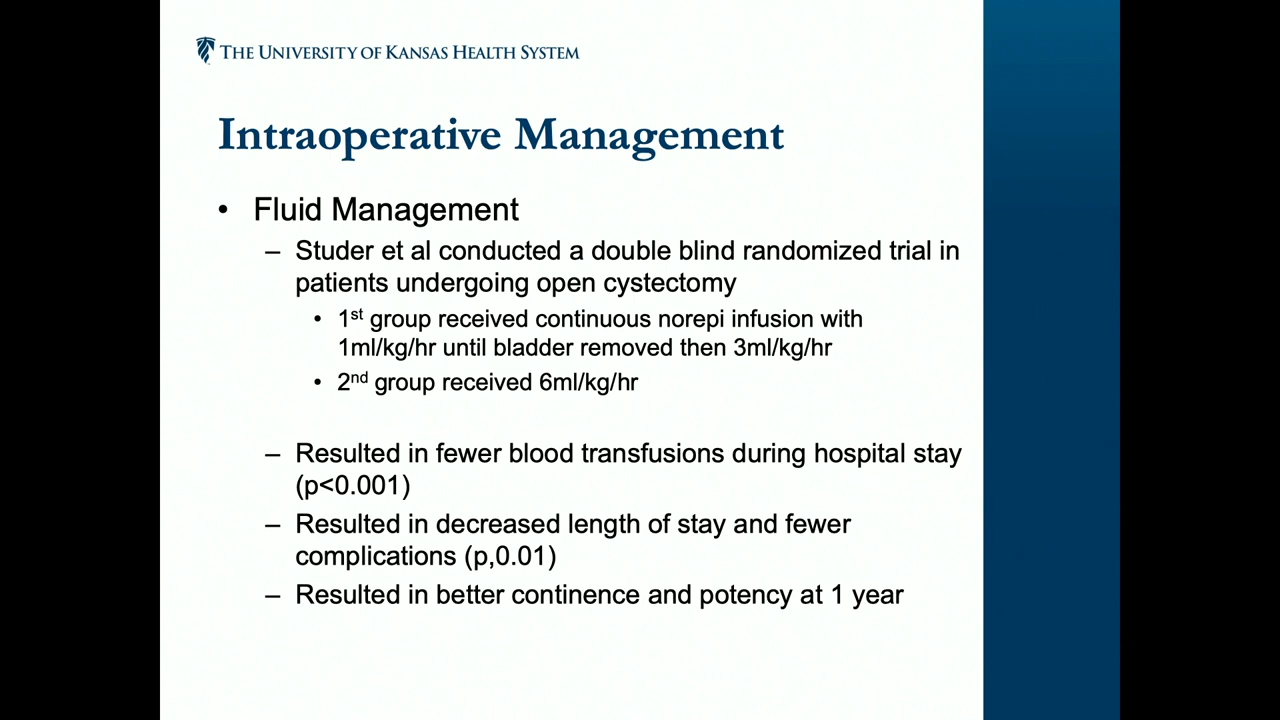 THE UNIVERSITY OF KANSAS HEALTH SYSTEM
Intraoperative Management
• Fluid Management
– Studer et al conducted a double blind randomized trial in
patients undergoing open cystectomy
• 1st group received continuous norepi infusion with
1ml/kg/hr until bladder removed then 3ml/kg/hr
• 2nd group received 6ml/kg/hr
– Resulted in fewer blood transfusions during hospital stay
(p<0.001)
– Resulted in decreased length of stay and fewer
complications (p,0.01)
– Resulted in better continence and potency at 1 year